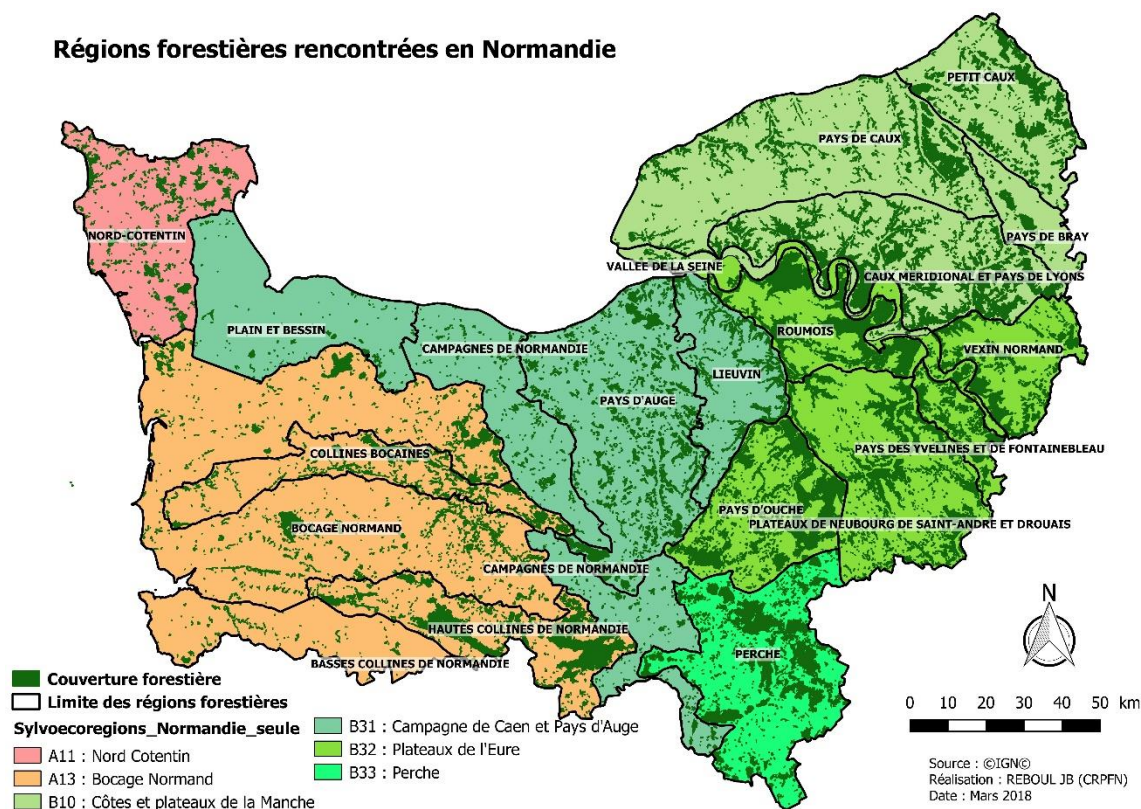 Régions forestières rencontrées en Normandie
PETIT CAUX
PAYS DE CAUX
NORD-CÔTENTIN
PAYS DE BRAY
VALLEE DE LA SEINE
CAUX MERIDIONAL ET PAYS DE LYONS
PLAIN ET BESSIN
ROUMOIS
CAMPAGNES DE NORMANDIE
VEXIN NORMAND
LIEUVIN
PAYS D'AUGE
PAYS DES YVELINES ET DE FONTAINEBLEAU
COLLINES BOCAINES
PAYS D'OUCHE
PLATEAUX DE NEUBOURG DE SAINT-ANDRE ET DROUAIS
BOCAGE NORMAND
CAMPAGNES DE NORMANDIE
HAUTES COLLINES DE NORMANDIE
PERCHE
BASSES COLLINES DE NORMANDIE
N
Couverture forestière
Limite des régions forestières
Sylvoecoregions_Normandie_seule
A11 : Nord Cotentin
A13 : Bocage Normand
B10 : Côtes et plateaux de la Manche
B31 : Campagne de Caen et Pays d'Auge
B32 : Plateaux de l'Eure
B33 : Perche
0 10 20 30 40 50 km
Source : ©IGN©
Réalisation : REBOUL JB (CRPFN)
Date : Mars 2018